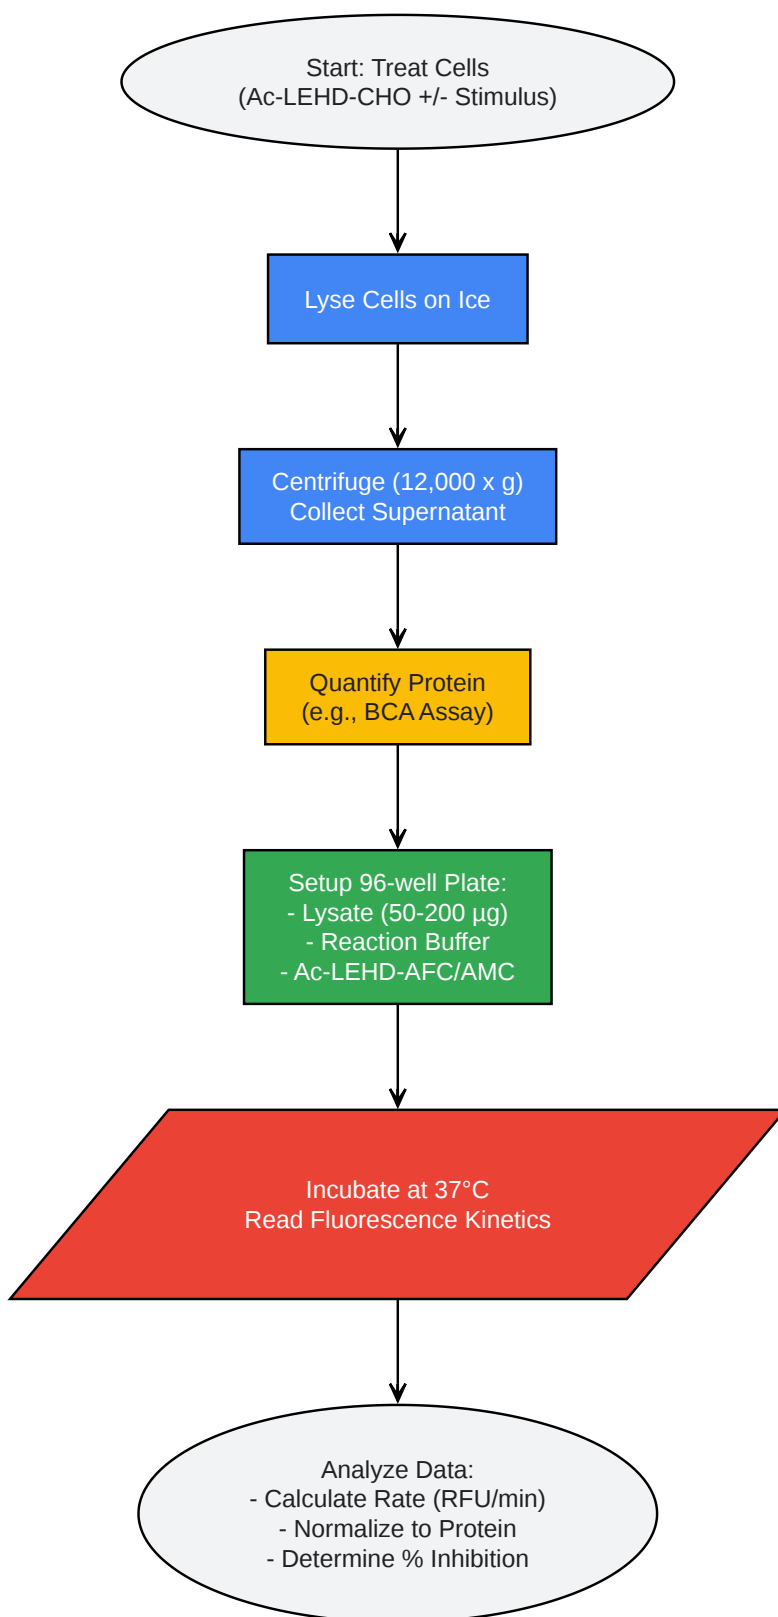 Start: Treat Cells
(Ac-LEHD-CHO +/- Stimulus)
Lyse Cells on Ice
Centrifuge (12,000 x g)
Collect Supernatant
Quantify Protein
(e.g., BCA Assay)
Setup 96-well Plate:
- Lysate (50-200 µg)
- Reaction Buffer
- Ac-LEHD-AFC/AMC
Incubate at 37°C
Read Fluorescence Kinetics
Analyze Data:
- Calculate Rate (RFU/min)
- Normalize to Protein
- Determine % Inhibition